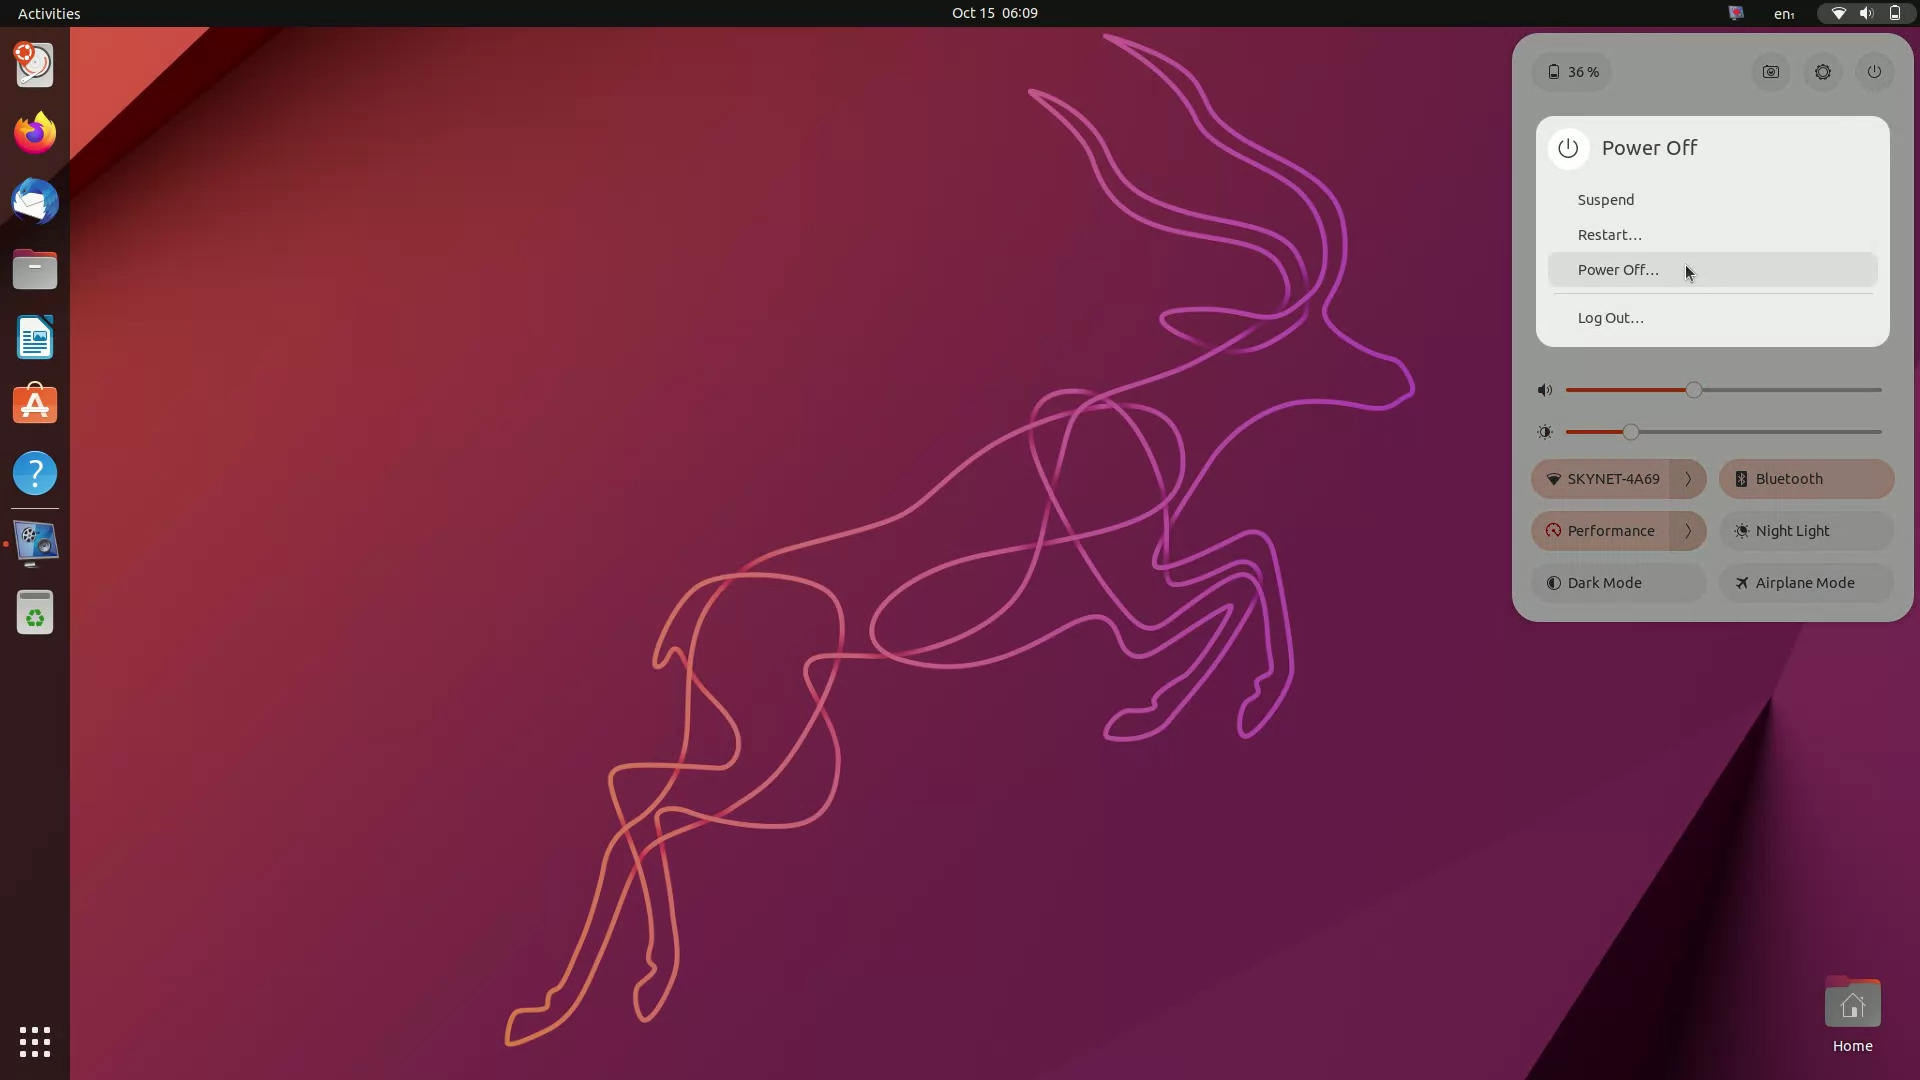 Activities
Oct 15 06:09
en₁
36 %
Power Off
Suspend
Restart...
Power Off...
Log Out...
SKYNET-4A69
Bluetooth
Performance
Night Light
Dark Mode
Airplane Mode
Home